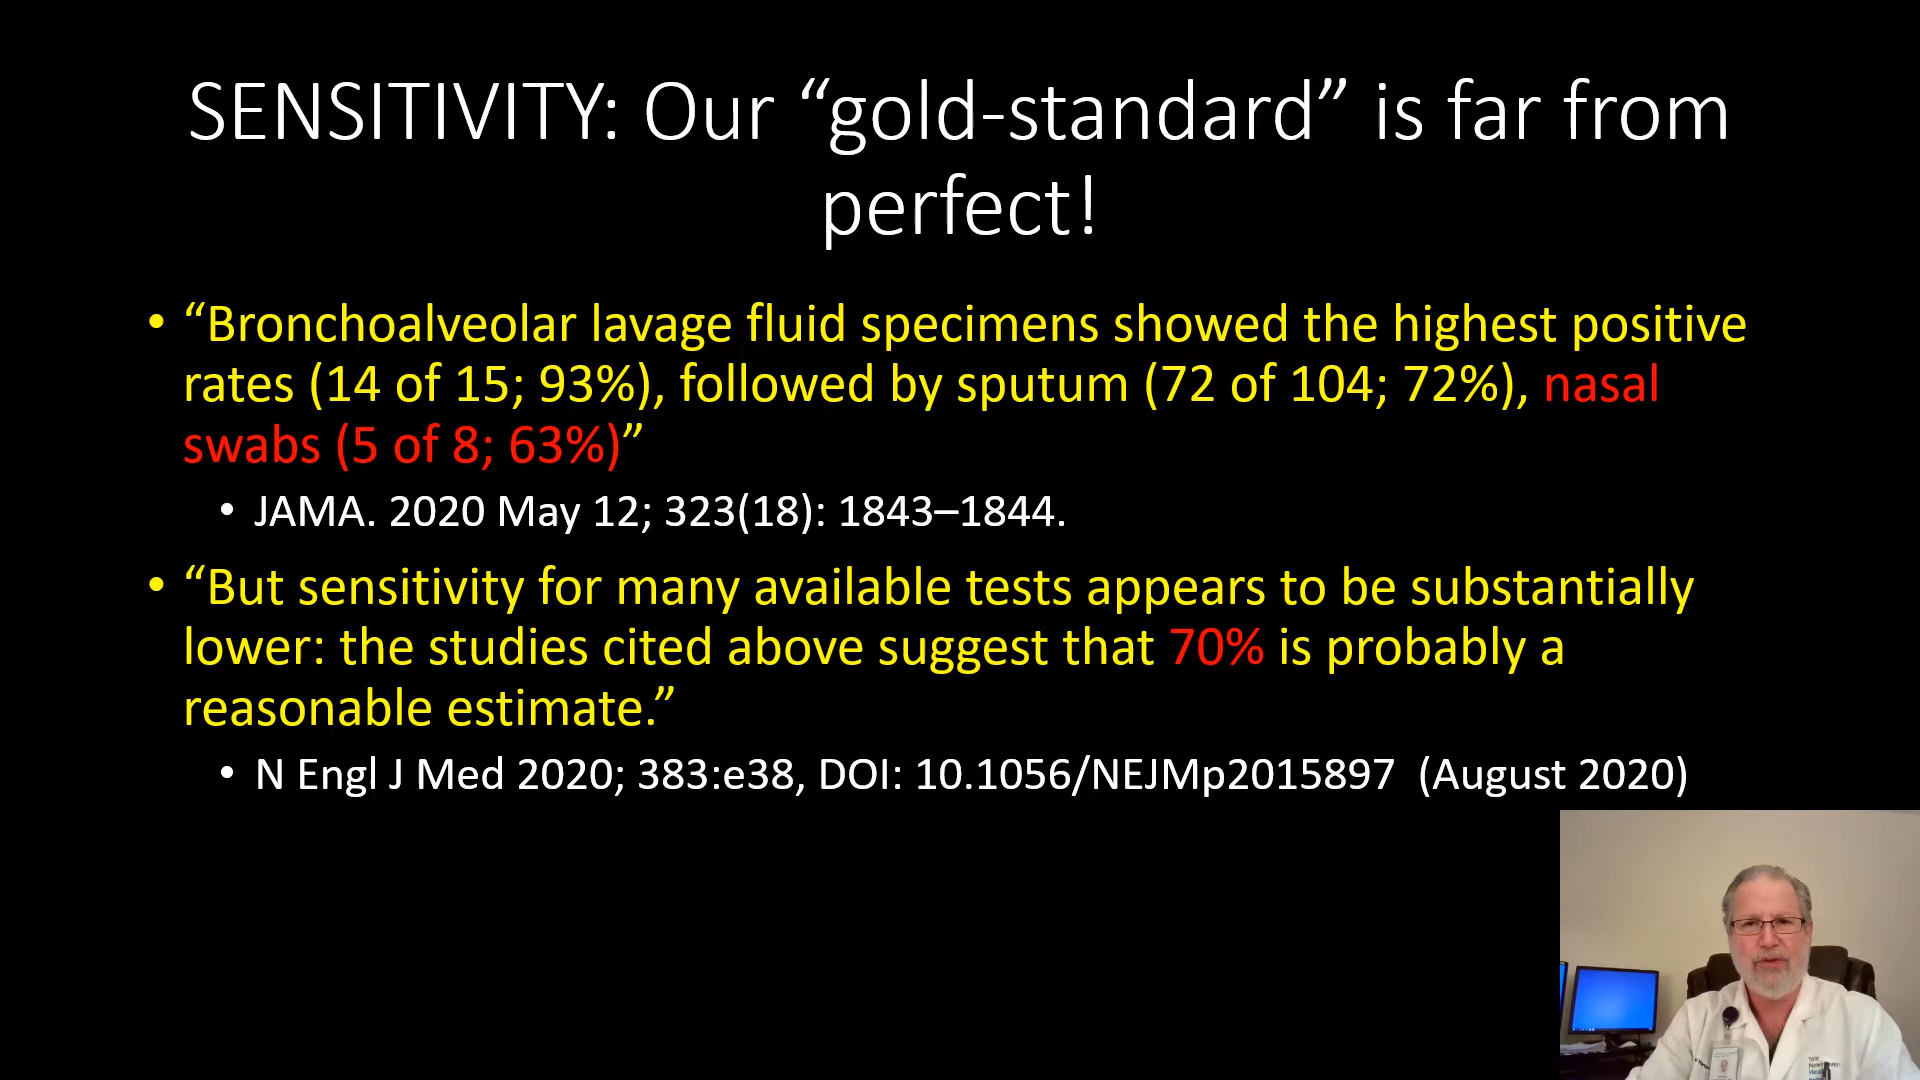 SENSITIVITY: Our “gold-standard” is far from
perfect!
• “Bronchoalveolar lavage fluid specimens showed the highest positive
rates (14 of 15; 93%), followed by sputum (72 of 104; 72%), nasal
swabs (5 of 8; 63%)”
• JAMA. 2020 May 12; 323(18): 1843–1844.
• “But sensitivity for many available tests appears to be substantially
lower: the studies cited above suggest that 70% is probably a
reasonable estimate.”
• N Engl J Med 2020; 383:e38, DOI: 10.1056/NEJMp2015897 (August 2020)